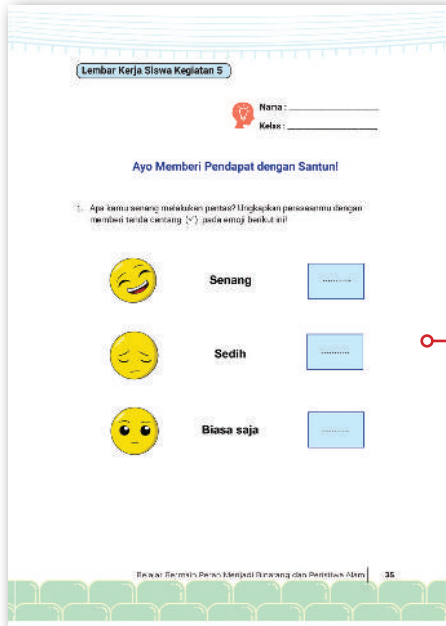 Lembar Kerja Siswa Kegiatan 5
Nama : ____________
Kelas : ____________
Ayo Memberi Pendapat dengan Santun!
1. Apa kamu senang melakukan pentas? Ungkapkan perasaanmu dengan
memberi tanda centang (✓) pada emoji berikut ini!
Senang ..........
Sedih ..........
Biasa saja ..........
Belajar Bermain Peran Menjadi Binatang dan Peristiwa Alam 35